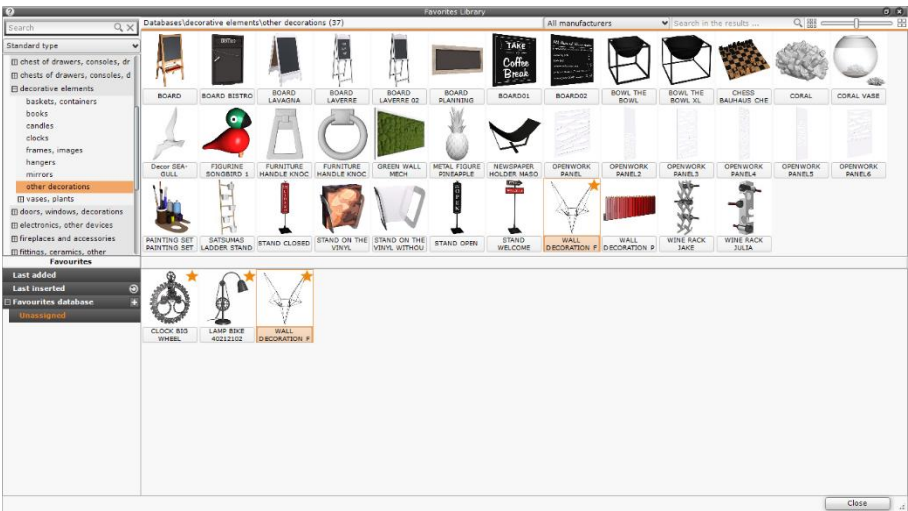 Favorites Library
Search
Databases\decorative elements\other decorations (37)
All manufacturers
Search in the results ...
Standard type
chest of drawers, consoles, dr
chests of drawers, consoles, d
decorative elements
baskets, containers
books
candles
clocks
frames, images
hangers
mirrors
other decorations
vases, plants
doors, windows, decorations
electronics, other devices
fireplaces and accessories
fittings, ceramics, other
BISTRO
TAKE
Coffee
Break
BOARD
BOARD BISTRO
BOARD
LAVAGNA
BOARD
LAVERRE
BOARD
LAVERRE 02
BOARD
PLANNING
BOARD01
BOARD02
BOWL THE
BOWL
BOWL THE
BOWL XL
CHESS
BAUHAUS CHE
CORAL
CORAL VASE
Decor SEA-
GULL
FIGURINE
SONGBIRD 1
FURNITURE
HANDLE KNOC
FURNITURE
HANDLE KNOC
GREEN WALL
MECH
METAL FIGURE
PINEAPPLE
NEWSPAPER
HOLDER MASO
OPENWORK
PANEL
OPENWORK
PANEL2
OPENWORK
PANEL3
OPENWORK
PANEL4
OPENWORK
PANEL5
OPENWORK
PANEL6
OPEN
PAINTING SET
PAINTING SET
SATSUMAS
LADDER STAND
STAND CLOSED
STAND ON THE
VINYL
STAND ON THE
VINYL WITHOU
STAND OPEN
STAND
WELCOME
WALL
DECORATION F
WALL
DECORATION P
WINE RACK
JAKE
WINE RACK
JULIA
Favourites
Last added
Last inserted
Favourites database
Unassigned
CLOCK BIG
WHEEL
LAMP BIKE
40212102
WALL
DECORATION F
Close